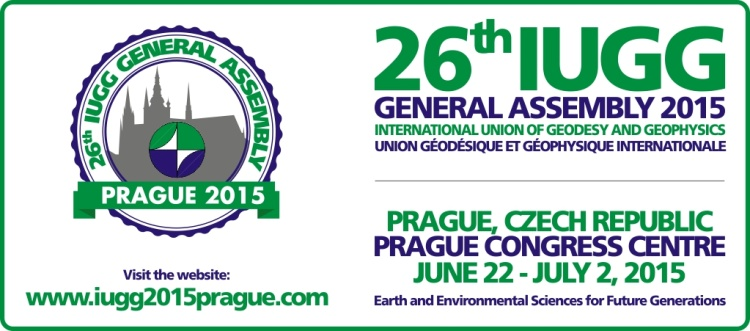 26th IUGG GENERAL ASSEMBLY
PRAGUE 2015
Visit the website:
www.iugg2015prague.com
26th IUGG
GENERAL ASSEMBLY 2015
INTERNATIONAL UNION OF GEODESY AND GEOPHYSICS
UNION GÉODÉSIQUE ET GÉOPHYSIQUE INTERNATIONALE
PRAGUE, CZECH REPUBLIC
PRAGUE CONGRESS CENTRE
JUNE 22 - JULY 2, 2015
Earth and Environmental Sciences for Future Generations